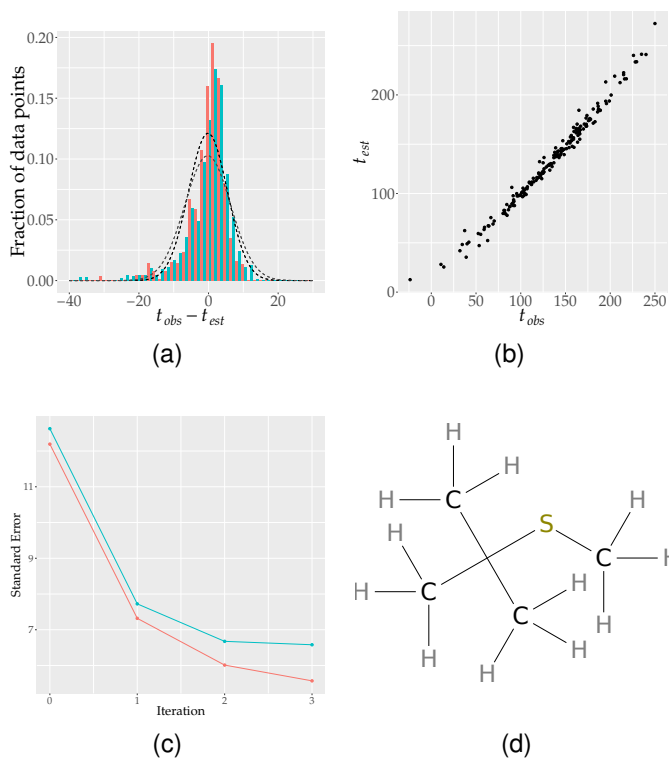 0.20
0.15
0.10
0.05
0.00
Fraction of data points
−40
−20
0
20
t_obs − t_est
(a)
200
100
0
t_est
−50
0
50
100
150
200
250
t_obs
(b)
11
9
7
Standard Error
0
1
2
3
Iteration
(c)
H
H
H
C
S
H
H
C
H
C
H
H
C
H
H
H
H
(d)